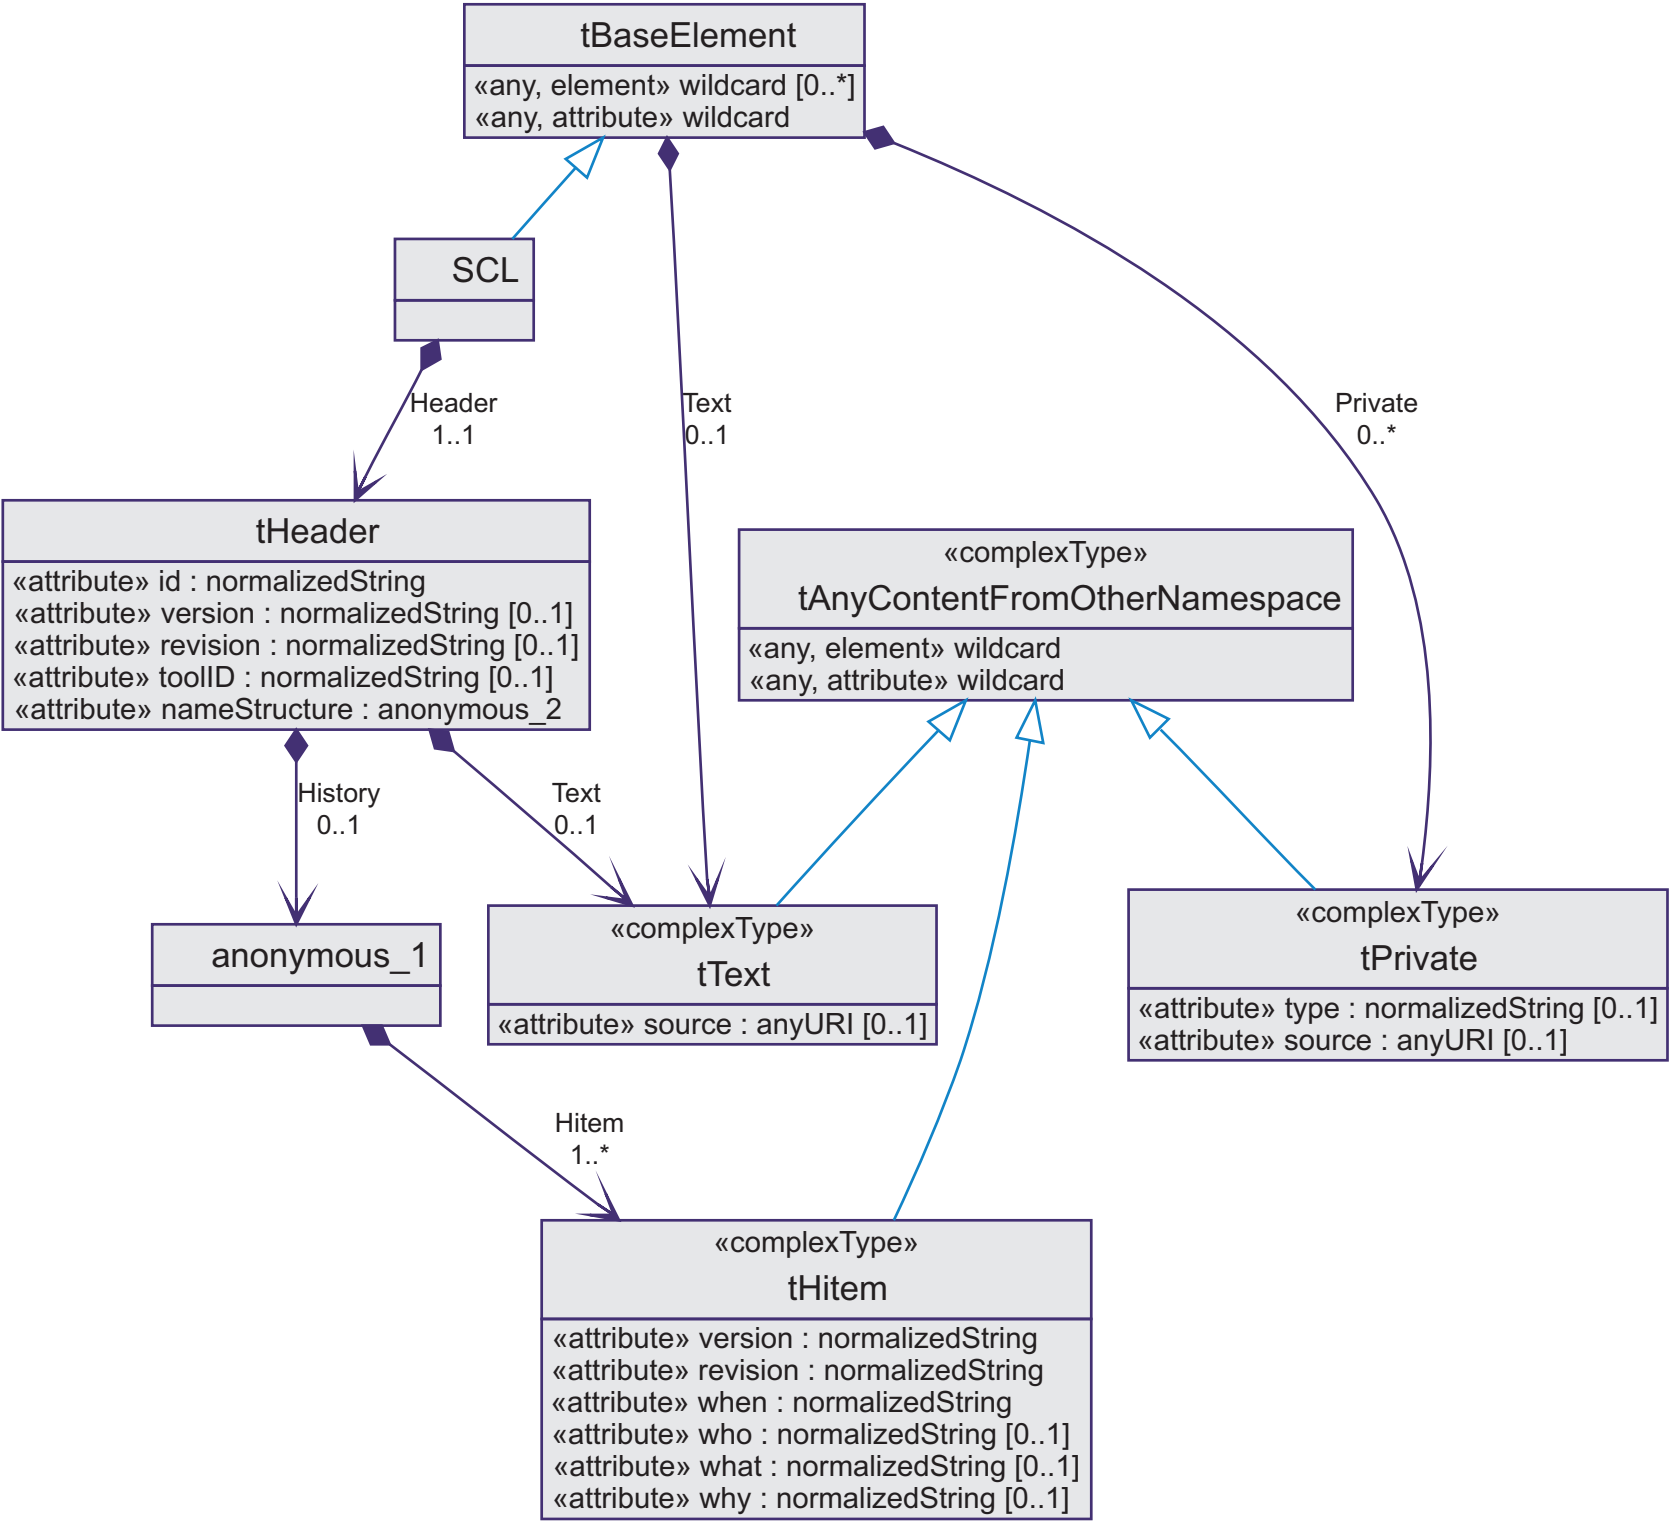 tBaseElement
«any, element» wildcard [0..*]
«any, attribute» wildcard
SCL
Header
1..1
Text
0..1
Private
0..*
tHeader
«attribute» id : normalizedString
«attribute» version : normalizedString [0..1]
«attribute» revision : normalizedString [0..1]
«attribute» toolID : normalizedString [0..1]
«attribute» nameStructure : anonymous_2
«complexType»
tAnyContentFromOtherNamespace
«any, element» wildcard
«any, attribute» wildcard
History
0..1
Text
0..1
anonymous_1
«complexType»
tText
«attribute» source : anyURI [0..1]
«complexType»
tPrivate
«attribute» type : normalizedString [0..1]
«attribute» source : anyURI [0..1]
Hitem
1..*
«complexType»
tHitem
«attribute» version : normalizedString
«attribute» revision : normalizedString
«attribute» when : normalizedString
«attribute» who : normalizedString [0..1]
«attribute» what : normalizedString [0..1]
«attribute» why : normalizedString [0..1]